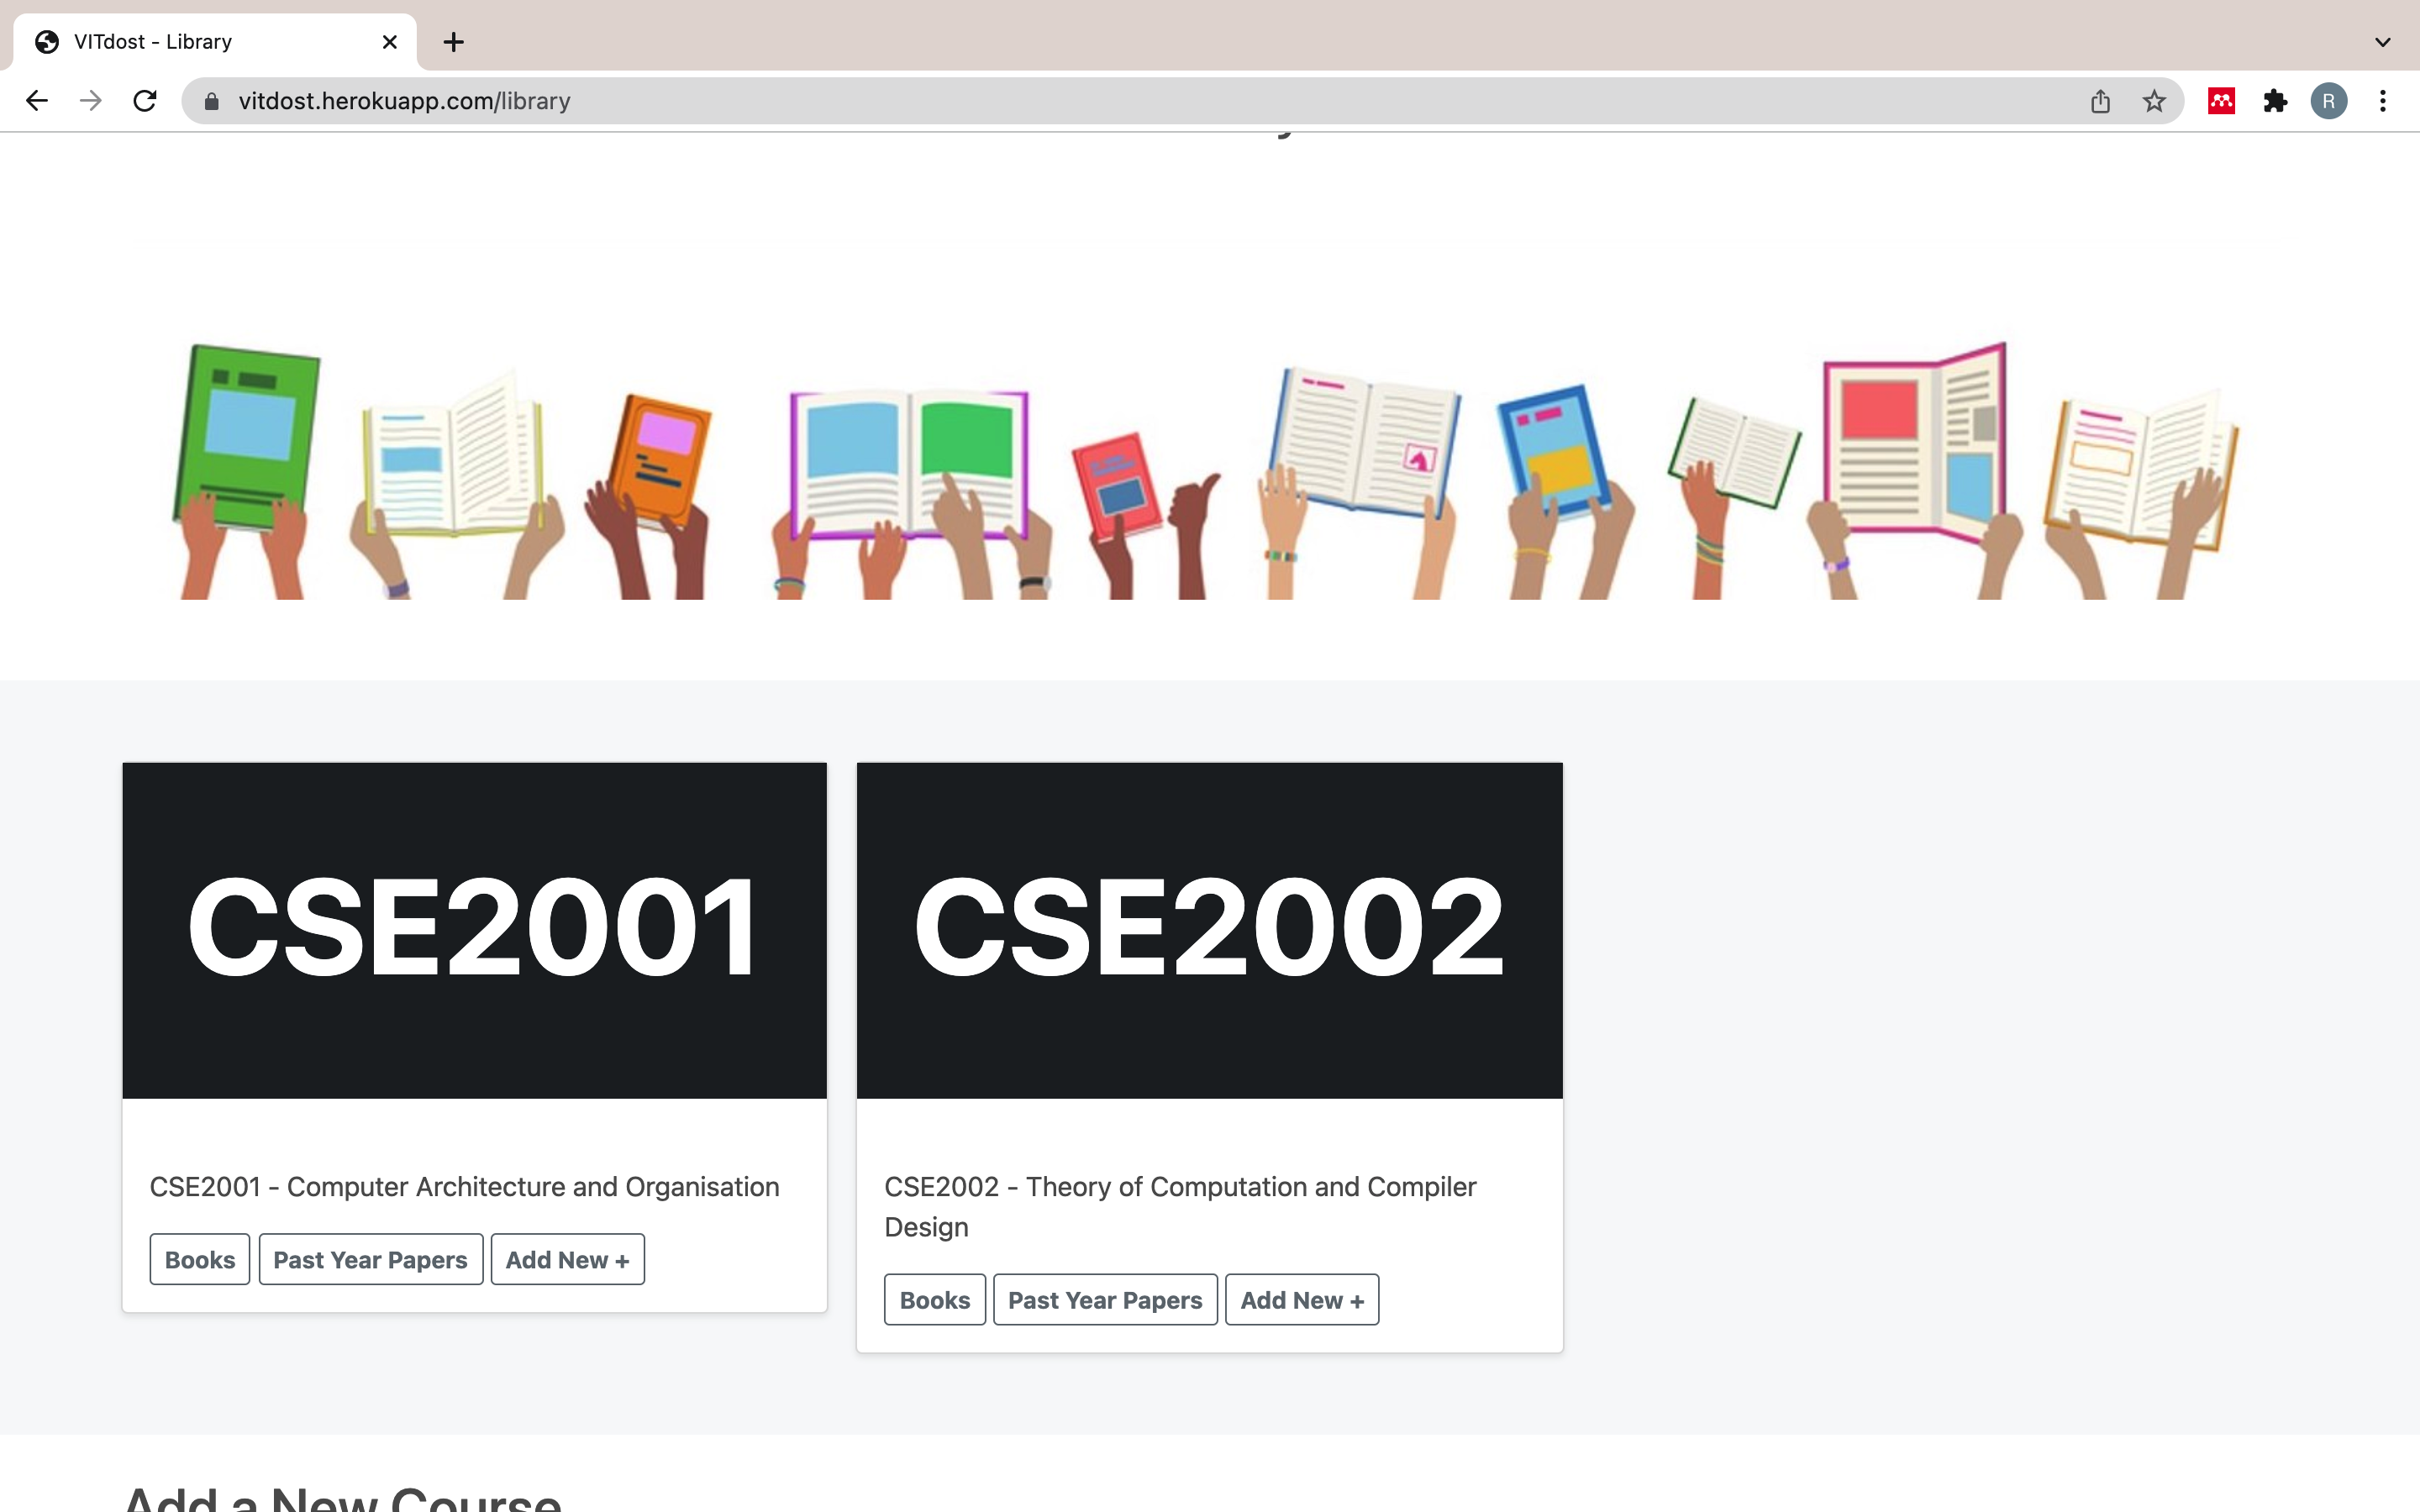 VITdost - Library
vitdost.herokuapp.com/library
R
CSE2001
CSE2001 - Computer Architecture and Organisation
Books
Past Year Papers
Add New +
CSE2002
CSE2002 - Theory of Computation and Compiler
Design
Books
Past Year Papers
Add New +
Add a New Course